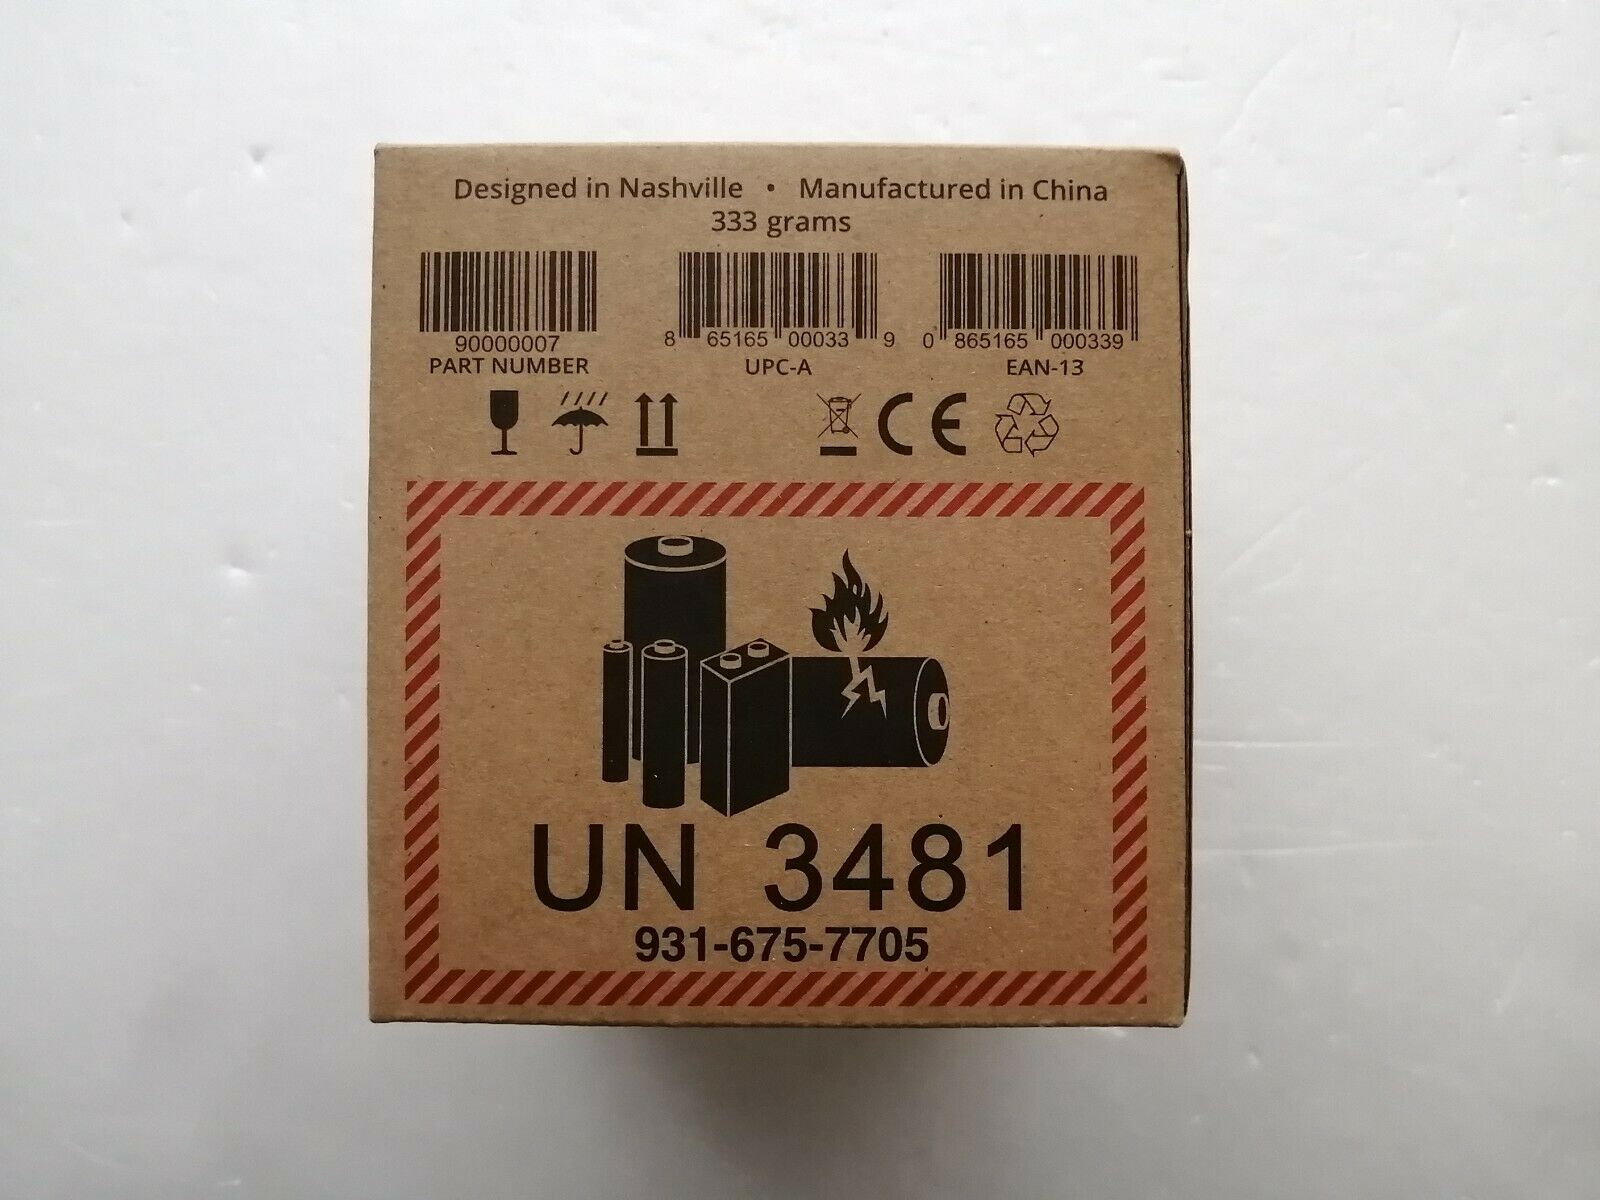 Designed in Nashville • Manufactured in China
333 grams
90000007
PART NUMBER
8 65165 00033 9
UPC-A
0 865165 000339
EAN-13
CE
UN 3481
931-675-7705